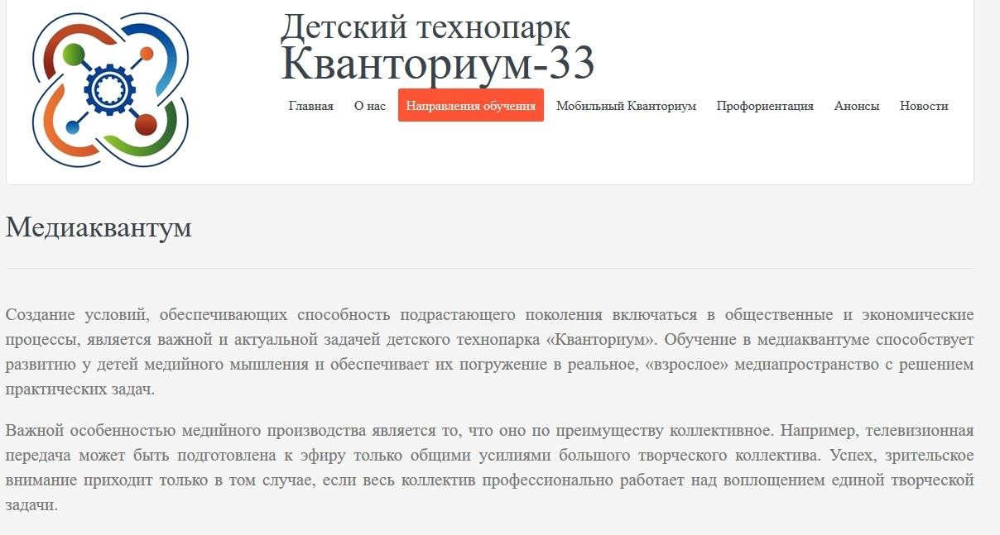 Детский технопарк
Кванториум-33
Главная О нас Направления обучения Мобильный Кванториум Профориентация Анонсы Новости
Медиаквантум
Создание условий, обеспечивающих способность подрастающего поколения включаться в общественные и экономические
процессы, является важной и актуальной задачей детского технопарка «Кванториум». Обучение в медиаквантуме способствует
развитию у детей медийного мышления и обеспечивает их погружение в реальное, «взрослое» медиапространство с решением
практических задач.
Важной особенностью медийного производства является то, что оно по преимуществу коллективное. Например, телевизионная
передача может быть подготовлена к эфиру только общими усилиями большого творческого коллектива. Успех, зрительское
внимание приходит только в том случае, если весь коллектив профессионально работает над воплощением единой творческой
задачи.